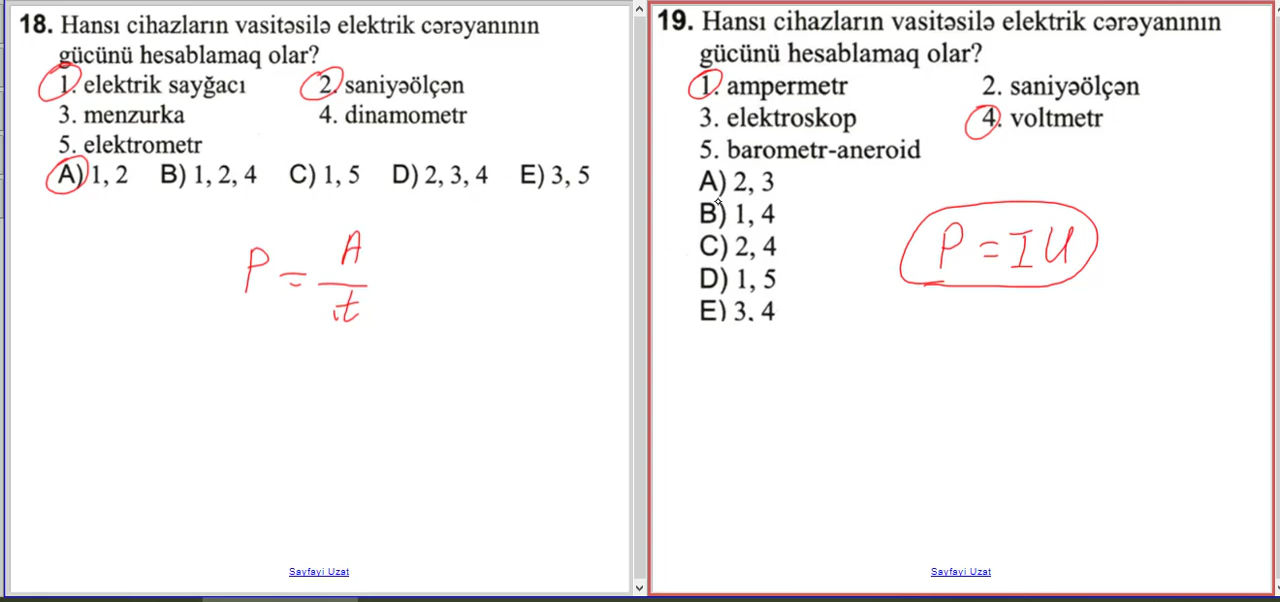 18. Hansı cihazların vasitəsilə elektrik cərəyanının
gücünü hesablamaq olar?
1. elektrik sayğacı 2. saniyəölçən
3. menzurka 4. dinamometr
5. elektrometr
A) 1, 2 B) 1, 2, 4 C) 1, 5 D) 2, 3, 4 E) 3, 5
P = A/t
Sayfayi Uzat
19. Hansı cihazların vasitəsilə elektrik cərəyanının
gücünü hesablamaq olar?
1. ampermetr 2. saniyəölçən
3. elektroskop 4. voltmetr
5. barometr-aneroid
A) 2, 3
B) 1, 4
C) 2, 4
D) 1, 5
E) 3, 4
P = IU
Sayfayi Uzat